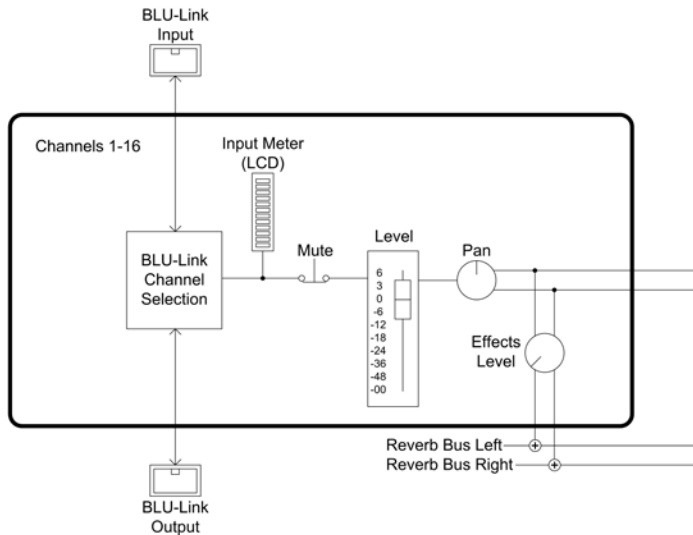 BLU-Link
Input
Channels 1-16
Input Meter
(LCD)
BLU-Link
Channel
Selection
Mute
Level
6
3
0
-6
-12
-18
-24
-36
-48
-00
Pan
Effects
Level
Reverb Bus Left
Reverb Bus Right
BLU-Link
Output